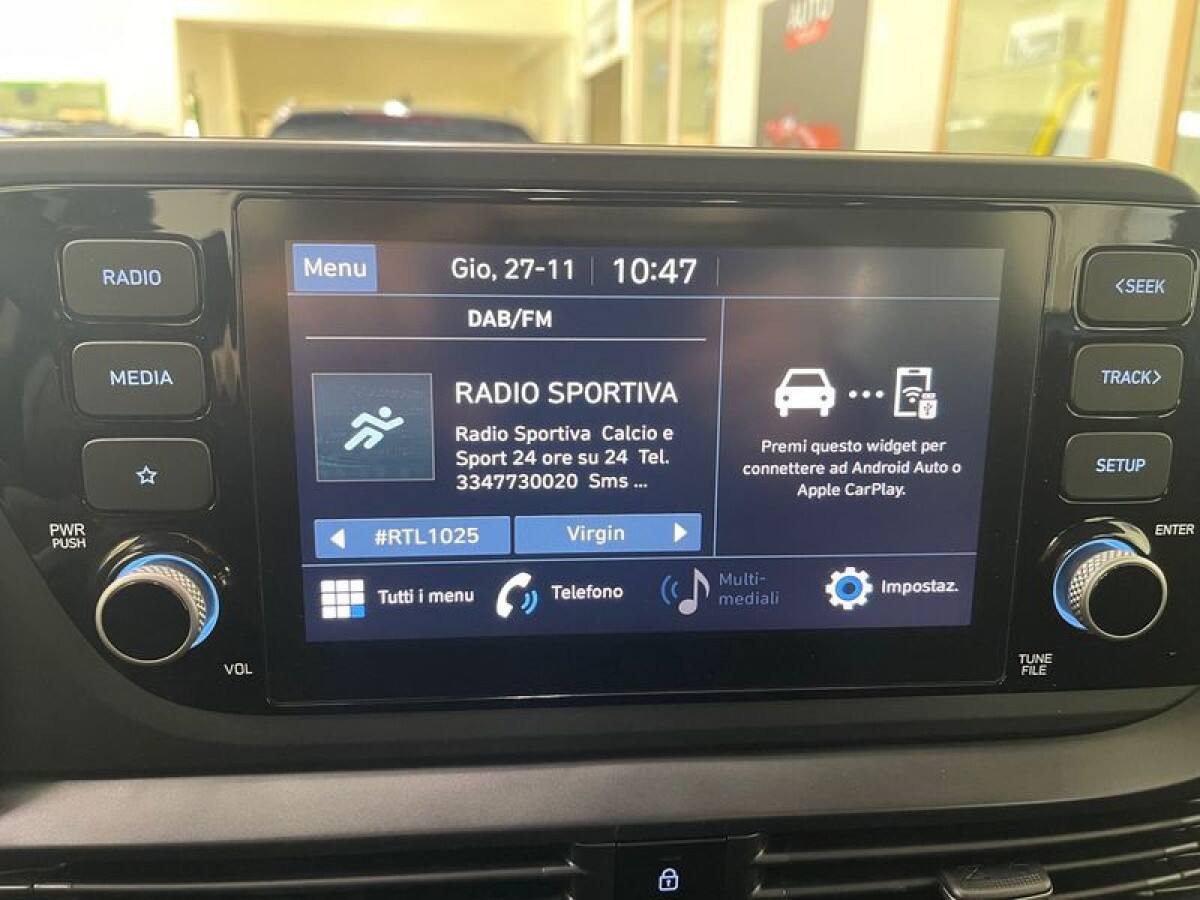 AUTO
RADIO
MEDIA
PWR
PUSH
VOL
Menu
Gio, 27-11
10:47
DAB/FM
RADIO SPORTIVA
Radio Sportiva Calcio e
Sport 24 ore su 24 Tel.
3347730020 Sms ...
#RTL1025
Virgin
Premi questo widget per
connettere ad Android Auto o
Apple CarPlay.
Tutti i menu
Telefono
Multi-
mediali
Impostaz.
<SEEK
TRACK>
SETUP
ENTER
TUNE
FILE